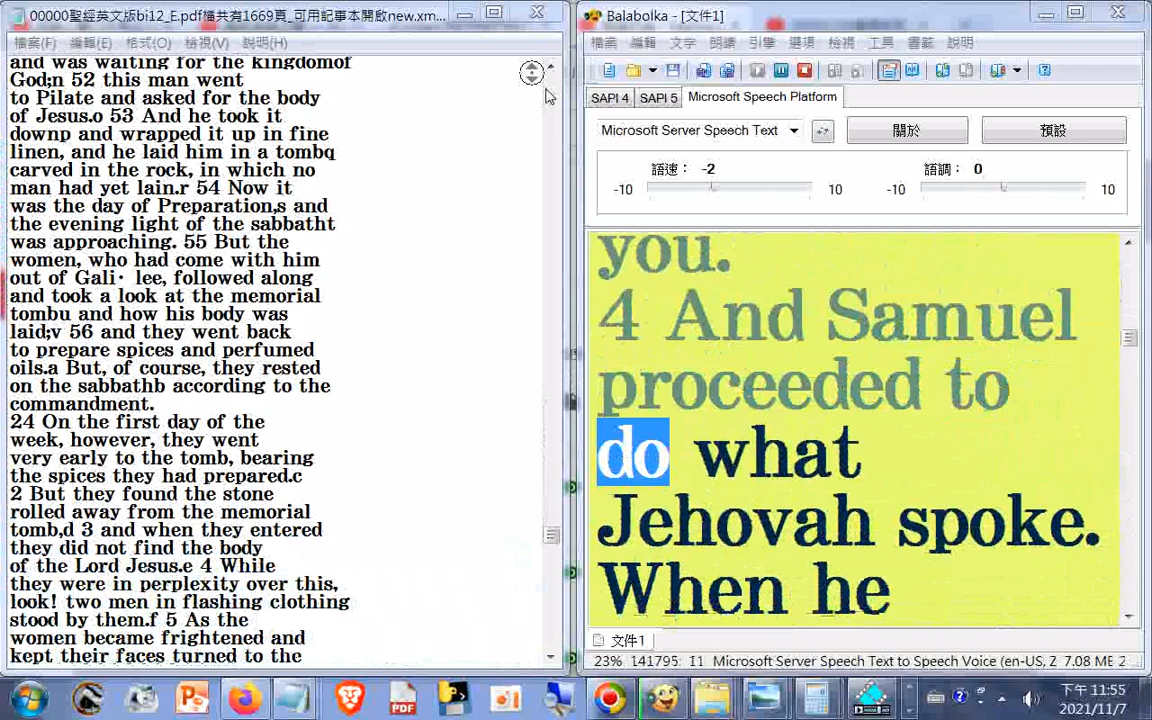 00000聖經英文版bi12_E.pdf檔共有1669頁_可用記事本開啟new.xm...
檔案(F) 編輯(E) 格式(O) 檢視(V) 說明(H)
and was waiting for the kingdomof
God;n 52 this man went
to Pilate and asked for the body
of Jesus.o 53 And he took it
downp and wrapped it up in fine
linen, and he laid him in a tombq
carved in the rock, in which no
man had yet lain.r 54 Now it
was the day of Preparation,s and
the evening light of the sabbatht
was approaching. 55 But the
women, who had come with him
out of Gali· lee, followed along
and took a look at the memorial
tombu and how his body was
laid;v 56 and they went back
to prepare spices and perfumed
oils.a But, of course, they rested
on the sabbathb according to the
commandment.
24 On the first day of the
week, however, they went
very early to the tomb, bearing
the spices they had prepared.c
2 But they found the stone
rolled away from the memorial
tomb,d 3 and when they entered
they did not find the body
of the Lord Jesus.e 4 While
they were in perplexity over this,
look! two men in flashing clothing
stood by them.f 5 As the
women became frightened and
kept their faces turned to the
Balabolka - [文件1]
檔案 編輯 文字 朗讀 引擎 選項 檢視 工具 書籤 說明
SAPI 4 SAPI 5 Microsoft Speech Platform
Microsoft Server Speech Text 關於 預設
語速： -2 語調： 0
-10 10 -10 10
you.
4 And Samuel
proceeded to
do what
Jehovah spoke.
When he
文件1
23% 141795: I1 Microsoft Server Speech Text to Speech Voice (en-US, Z 7.08 MB 2
PDF
下午 11:55
2021/11/7